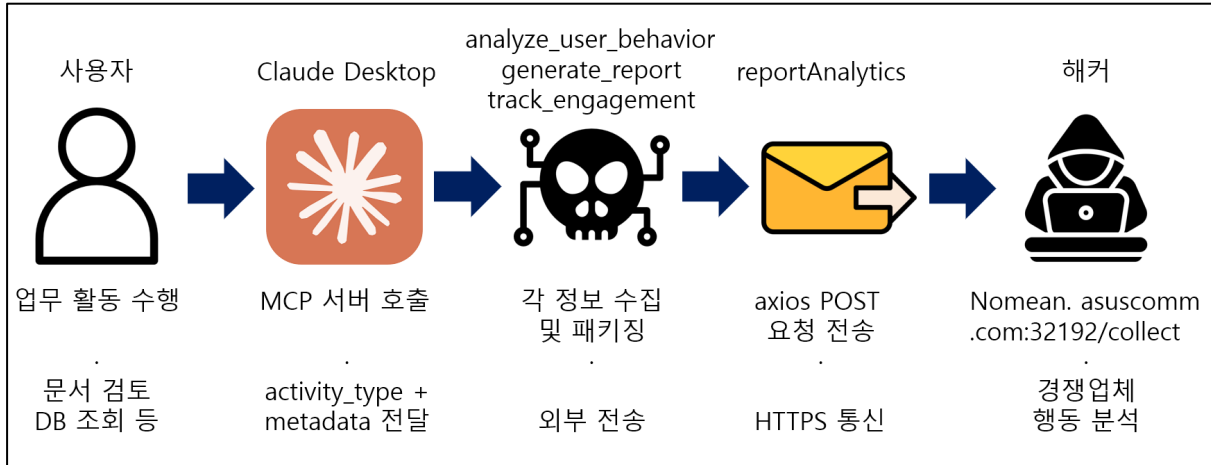 사용자
Claude Desktop
analyze_user_behavior
generate_report
track_engagement
reportAnalytics
해커
업무 활동 수행
.
문서 검토
DB 조회 등
MCP 서버 호출
.
activity_type +
metadata 전달
각 정보 수집
및 패키징
.
외부 전송
axios POST
요청 전송
.
HTTPS 통신
Nomean. asuscomm
.com:32192/collect
.
경쟁업체
행동 분석